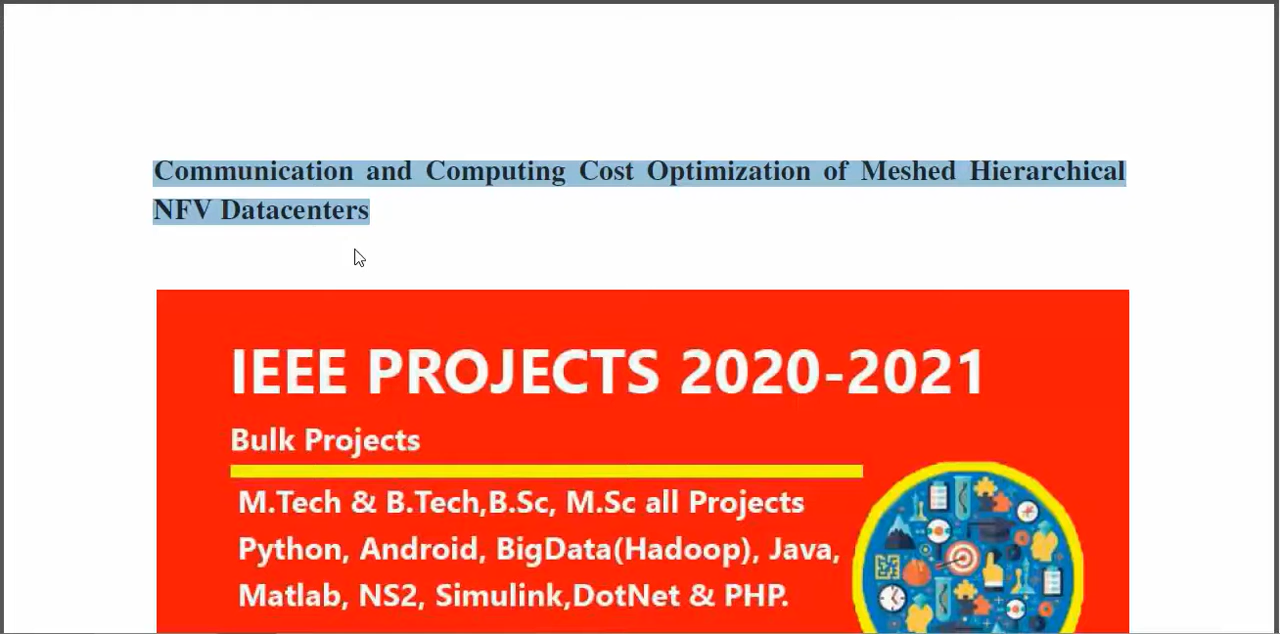 Communication and Computing Cost Optimization of Meshed Hierarchical
NFV Datacenters
IEEE PROJECTS 2020-2021
Bulk Projects
M.Tech & B.Tech,B.Sc, M.Sc all Projects
Python, Android, BigData(Hadoop), Java,
Matlab, NS2, Simulink,DotNet & PHP.